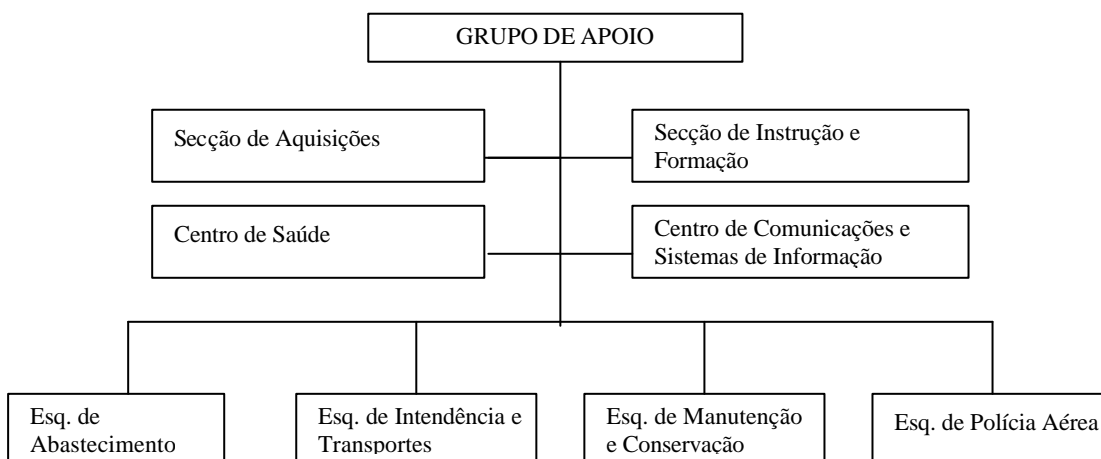 GRUPO DE APOIO
Secção de Aquisições
Secção de Instrução e
Formação
Centro de Saúde
Centro de Comunicações e
Sistemas de Informação
Esq. de
Abastecimento
Esq. de Intendência e
Transportes
Esq. de Manutenção
e Conservação
Esq. de Polícia Aérea